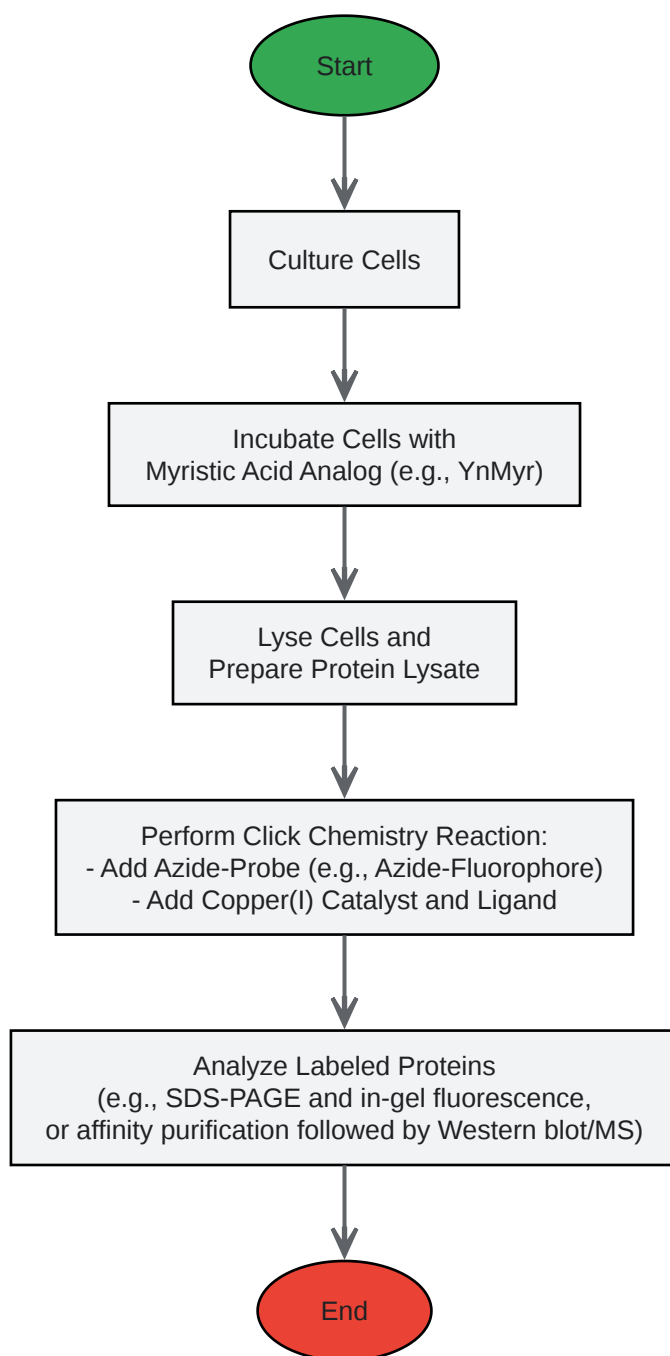 Start
Culture Cells
Incubate Cells with
Myristic Acid Analog (e.g., YnMyr)
Lyse Cells and
Prepare Protein Lysate
Perform Click Chemistry Reaction:
- Add Azide-Probe (e.g., Azide-Fluorophore)
- Add Copper(I) Catalyst and Ligand
Analyze Labeled Proteins
(e.g., SDS-PAGE and in-gel fluorescence,
or affinity purification followed by Western blot/MS)
End